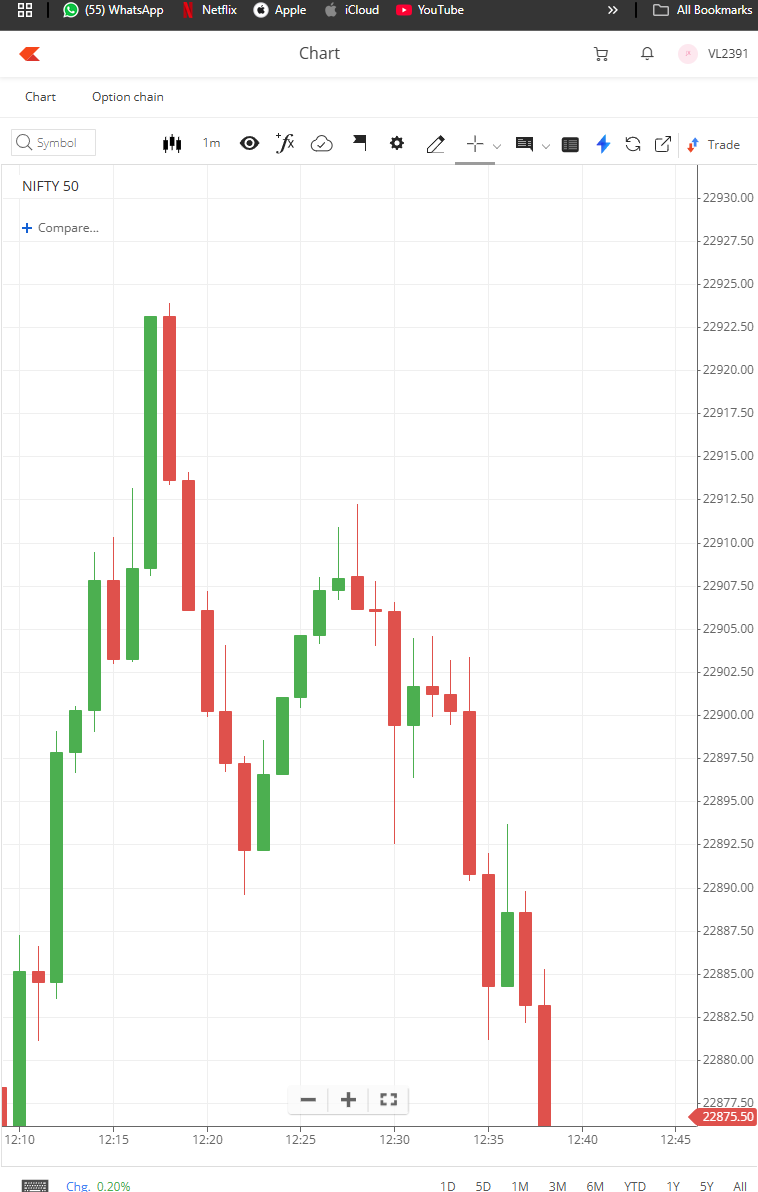 (55) WhatsApp Netflix Apple iCloud YouTube » All Bookmarks
Chart VL2391
Chart Option chain
Symbol 1m ƒx Trade
NIFTY 50
+ Compare...
22930.00
22927.50
22925.00
22922.50
22920.00
22917.50
22915.00
22912.50
22910.00
22907.50
22905.00
22902.50
22900.00
22897.50
22895.00
22892.50
22890.00
22887.50
22885.00
22882.50
22880.00
22877.50
22875.50
12:10 12:15 12:20 12:25 12:30 12:35 12:40 12:45
Chg. 0.20% 1D 5D 1M 3M 6M YTD 1Y 5Y All